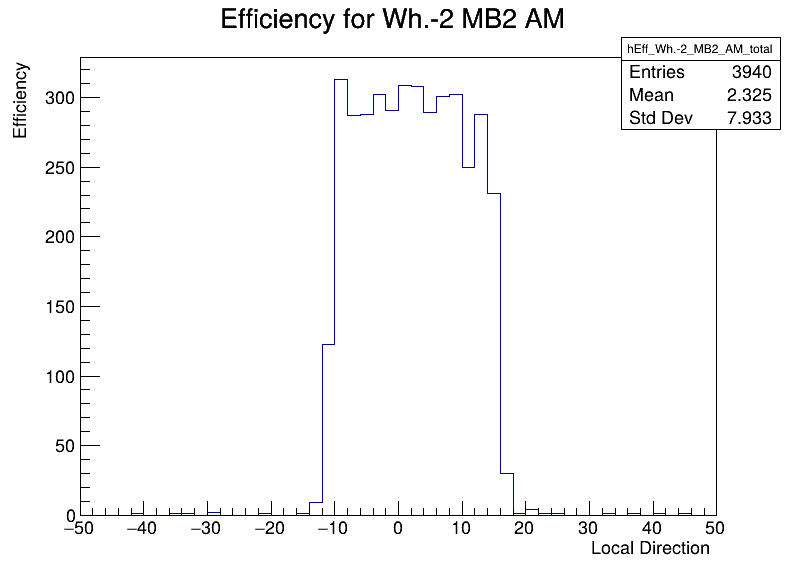 Efficiency for Wh.-2 MB2 AM
hEff_Wh.-2_MB2_AM_total
Entries 3940
Mean 2.325
Std Dev 7.933
Efficiency
300
250
200
150
100
50
0
−50 −40 −30 −20 −10 0 10 20 30 40 50
Local Direction